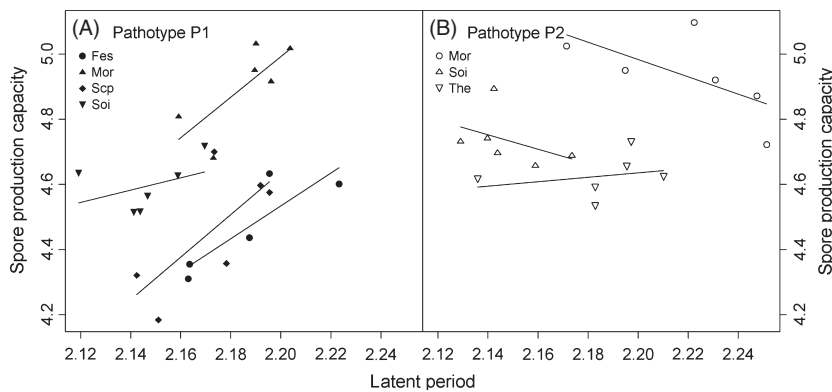 (A) Pathotype P1
Fes
Mor
Scp
Soi
(B) Pathotype P2
Mor
Soi
The
Spore production capacity
4.2 4.4 4.6 4.8 5.0
2.12 2.14 2.16 2.18 2.20 2.22 2.24
2.12 2.14 2.16 2.18 2.20 2.22 2.24
4.2 4.4 4.6 4.8 5.0
Spore production capacity
Latent period